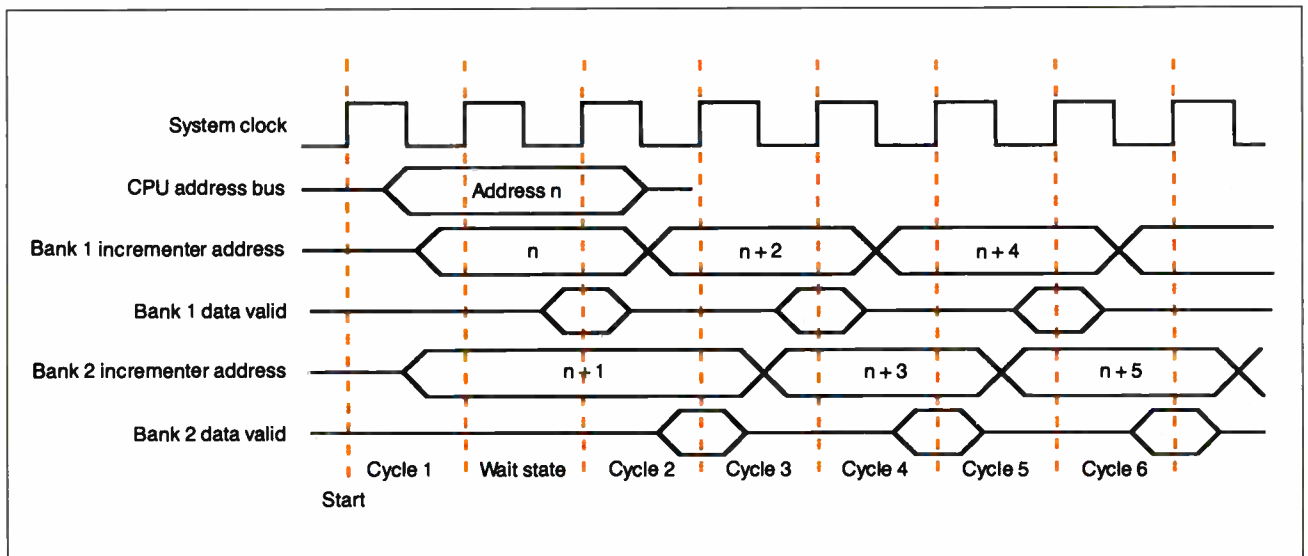 System clock
CPU address bus
Address n
Bank 1 incrementer address
n
n + 2
n + 4
Bank 1 data valid
Bank 2 incrementer address
n + 1
n + 3
n + 5
Bank 2 data valid
Cycle 1
Wait state
Cycle 2
Cycle 3
Cycle 4
Cycle 5
Cycle 6
Start